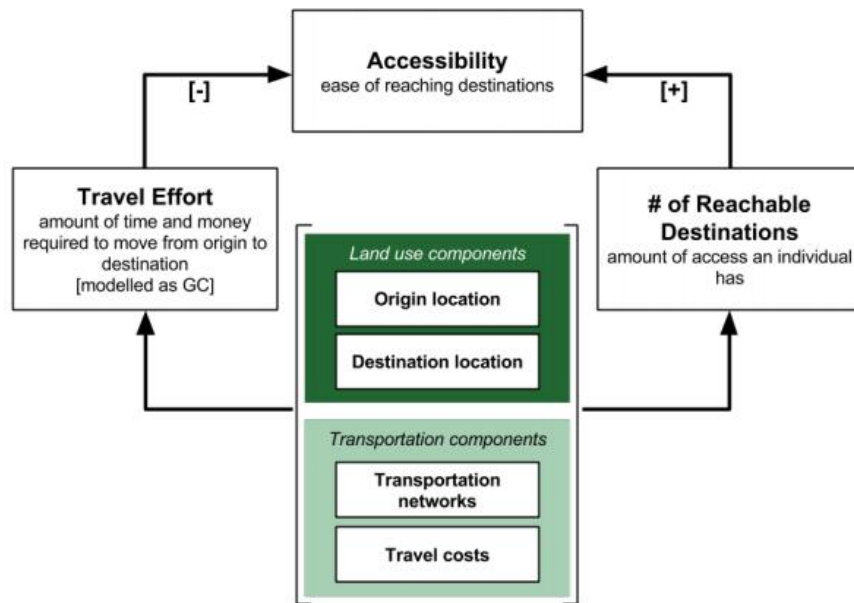 Accessibility
ease of reaching destinations
[-]
[+]
Travel Effort
amount of time and money
required to move from origin to
destination
[modelled as GC]
# of Reachable
Destinations
amount of access an individual
has
Land use components
Origin location
Destination location
Transportation components
Transportation
networks
Travel costs